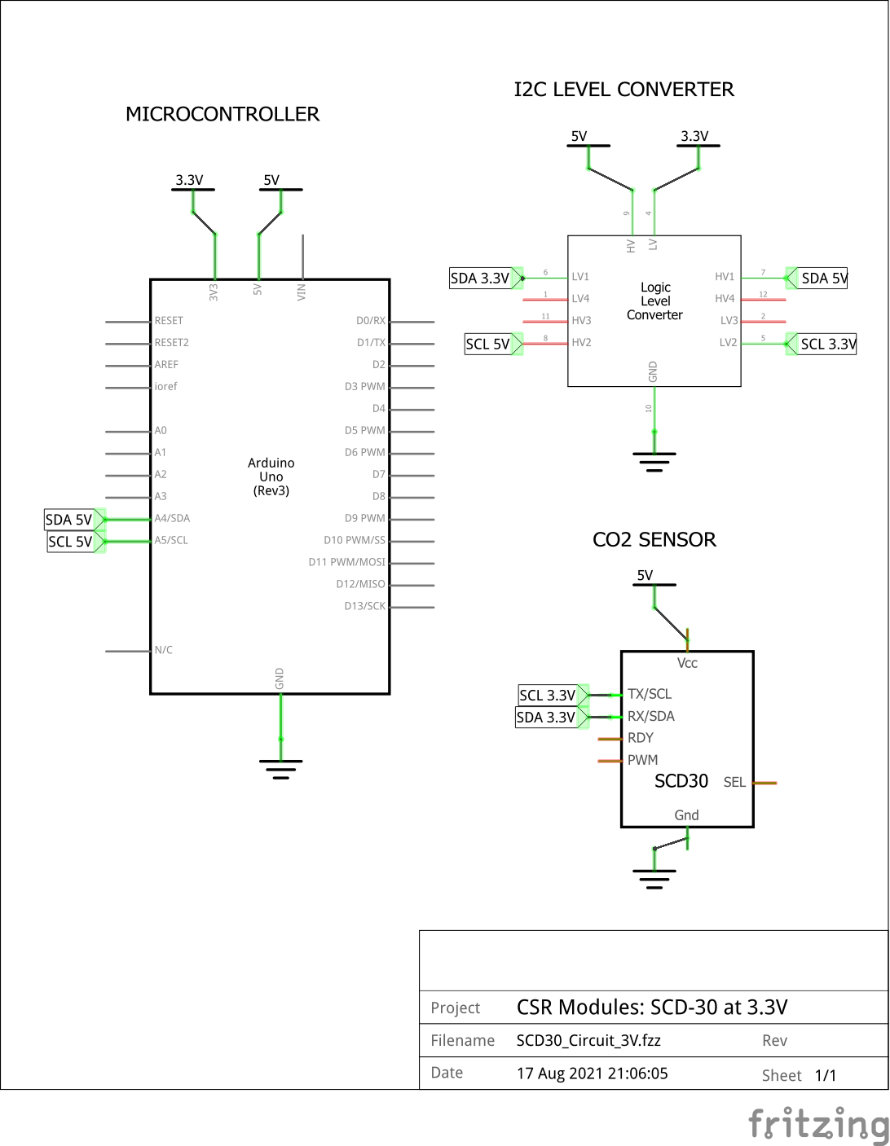 MICROCONTROLLER
3.3V
5V
3V3
5V
VIN
RESET
RESET2
AREF
ioref
A0
A1
A2
A3
SDA 5V
A4/SDA
SCL 5V
A5/SCL
N/C
D0/RX
D1/TX
D2
D3 PWM
D4
D5 PWM
D6 PWM
D7
D8
D9 PWM
D10 PWM/SS
D11 PWM/MOSI
D12/MISO
D13/SCK
Arduino
Uno
(Rev3)
GND
I2C LEVEL CONVERTER
5V
3.3V
9
4
HV
LV
SDA 3.3V
6
LV1
1
LV4
11
HV3
SCL 5V
8
HV2
Logic
Level
Converter
HV1
7
SDA 5V
HV4
12
LV3
2
LV2
5
SCL 3.3V
GND
10
CO2 SENSOR
5V
Vcc
SCL 3.3V
TX/SCL
SDA 3.3V
RX/SDA
RDY
PWM
SCD30
SEL
Gnd
Project CSR Modules: SCD-30 at 3.3V
Filename SCD30_Circuit_3V.fzz Rev
Date 17 Aug 2021 21:06:05 Sheet 1/1
fritzing